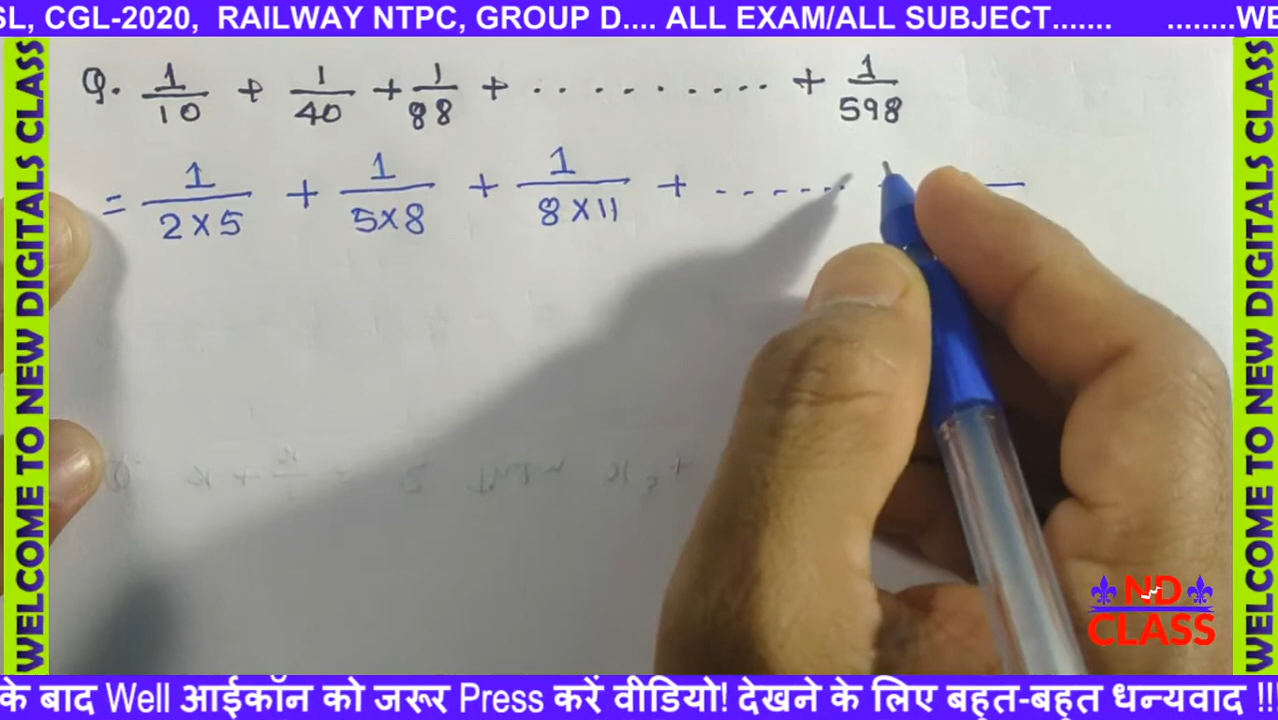 SL, CGL-2020, RAILWAY NTPC, GROUP D.... ALL EXAM/ALL SUBJECT....... ........WE
WELCOME TO NEW DIGITALS CLASS
Q. 1/10 + 1/40 + 1/88 + .......... + 1/598
= 1/(2×5) + 1/(5×8) + 1/(8×11) + ------
WELCOME TO NEW DIGITALS CLASS
ND
CLASS
के बाद Well आईकॉन को जरूर Press करें वीडियो! देखने के लिए बहत-बहत धन्यवाद !!!